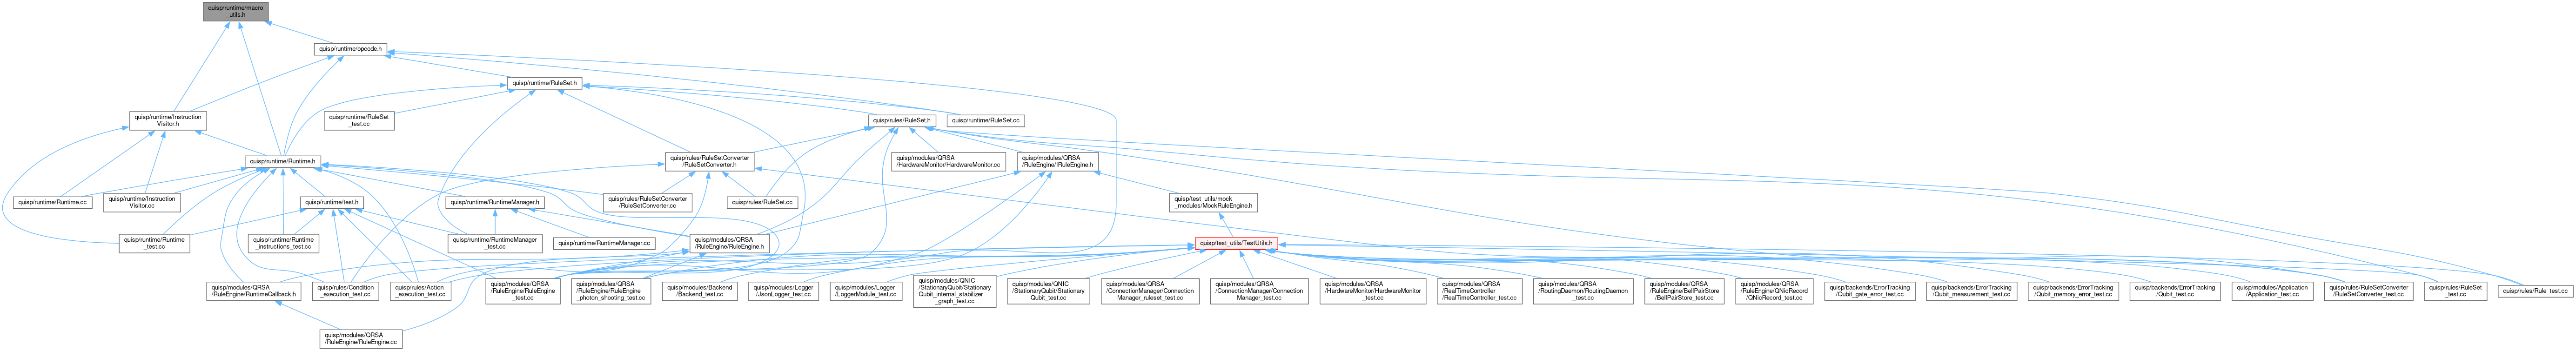 quisp/runtime/macro
_utils.h
quisp/runtime/opcode.h
quisp/runtime/RuleSet.h
quisp/runtime/Instruction
Visitor.h
quisp/runtime/RuleSet
_test.cc
quisp/rules/RuleSet.h
quisp/runtime/RuleSet.cc
quisp/runtime/Runtime.h
quisp/rules/RuleSetConverter
/RuleSetConverter.h
quisp/modules/QRSA
/HardwareMonitor/HardwareMonitor.cc
quisp/modules/QRSA
/RuleEngine/IRuleEngine.h
quisp/runtime/Runtime.cc
quisp/runtime/Instruction
Visitor.cc
quisp/runtime/test.h
quisp/runtime/RuntimeManager.h
quisp/rules/RuleSetConverter
/RuleSetConverter.cc
quisp/rules/RuleSet.cc
quisp/test_utils/mock
_modules/MockRuleEngine.h
quisp/runtime/Runtime
_test.cc
quisp/runtime/Runtime
_instructions_test.cc
quisp/runtime/RuntimeManager
_test.cc
quisp/runtime/RuntimeManager.cc
quisp/modules/QRSA
/RuleEngine/RuleEngine.h
quisp/test_utils/TestUtils.h
quisp/modules/QRSA
/RuleEngine/RuntimeCallback.h
quisp/rules/Condition
_execution_test.cc
quisp/rules/Action
_execution_test.cc
quisp/modules/QRSA
/RuleEngine/RuleEngine
_test.cc
quisp/modules/QRSA
/RuleEngine/RuleEngine
_photon_shooting_test.cc
quisp/modules/Backend
/Backend_test.cc
quisp/modules/Logger
/JsonLogger_test.cc
quisp/modules/Logger
/LoggerModule_test.cc
quisp/modules/QNIC
/StationaryQubit/Stationary
Qubit_internal_stabilizer
_graph_test.cc
quisp/modules/QNIC
/StationaryQubit/Stationary
Qubit_test.cc
quisp/modules/QRSA
/ConnectionManager/Connection
Manager_ruleset_test.cc
quisp/modules/QRSA
/ConnectionManager/Connection
Manager_test.cc
quisp/modules/QRSA
/HardwareMonitor/HardwareMonitor
_test.cc
quisp/modules/QRSA
/RealTimeController
/RealTimeController_test.cc
quisp/modules/QRSA
/RoutingDaemon/RoutingDaemon
_test.cc
quisp/modules/QRSA
/RuleEngine/BellPairStore
/BellPairStore_test.cc
quisp/modules/QRSA
/RuleEngine/QNicRecord
/QNicRecord_test.cc
quisp/backends/ErrorTracking
/Qubit_gate_error_test.cc
quisp/backends/ErrorTracking
/Qubit_measurement_test.cc
quisp/backends/ErrorTracking
/Qubit_memory_error_test.cc
quisp/backends/ErrorTracking
/Qubit_test.cc
quisp/modules/Application
/Application_test.cc
quisp/rules/RuleSetConverter
/RuleSetConverter_test.cc
quisp/rules/RuleSet
_test.cc
quisp/rules/Rule_test.cc
quisp/modules/QRSA
/RuleEngine/RuleEngine.cc